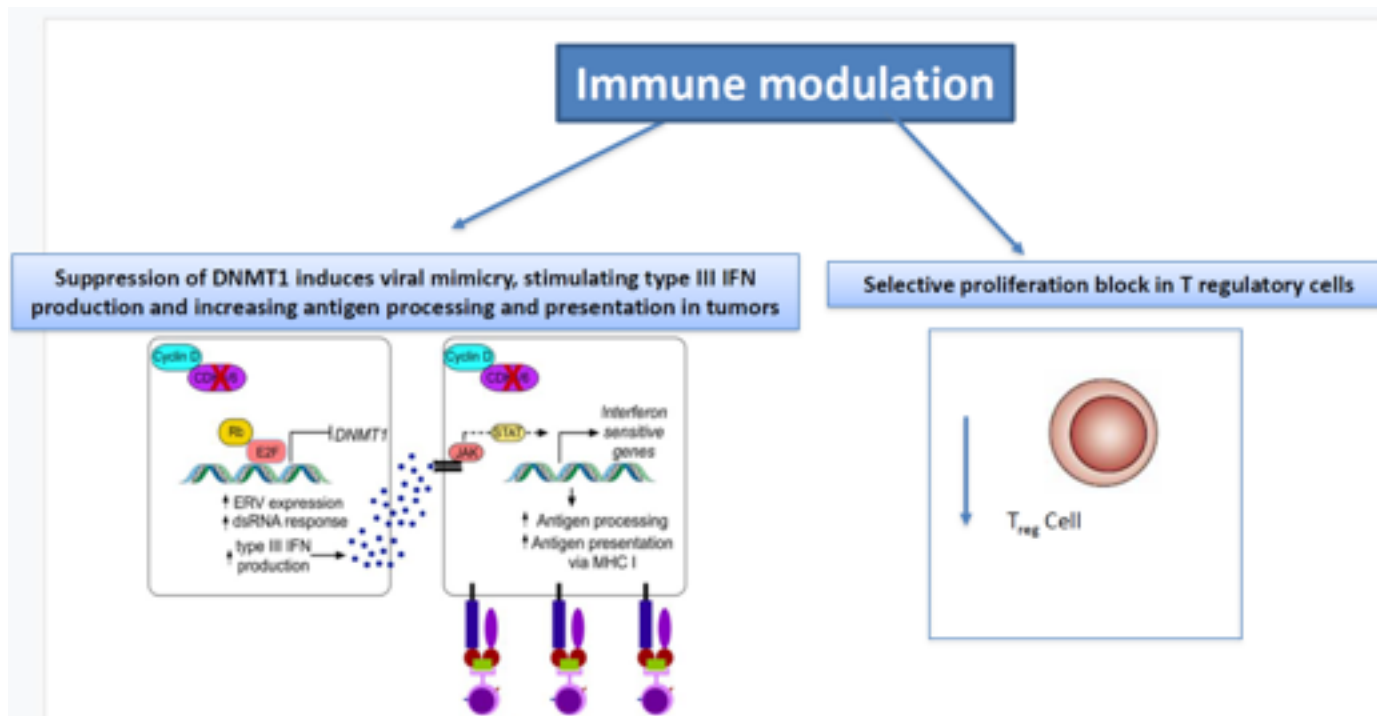 Immune modulation
Suppression of DNMT1 induces viral mimicry, stimulating type III IFN
production and increasing antigen processing and presentation in tumors
Selective proliferation block in T regulatory cells
Cyclin D
Rb
E2F
DNMT1
ERV expression
dsRNA response
type III IFN
production
Cyclin D
JAK
STAT
Interferon
sensitive
genes
Antigen processing
Antigen presentation
via MHC I
Treg Cell